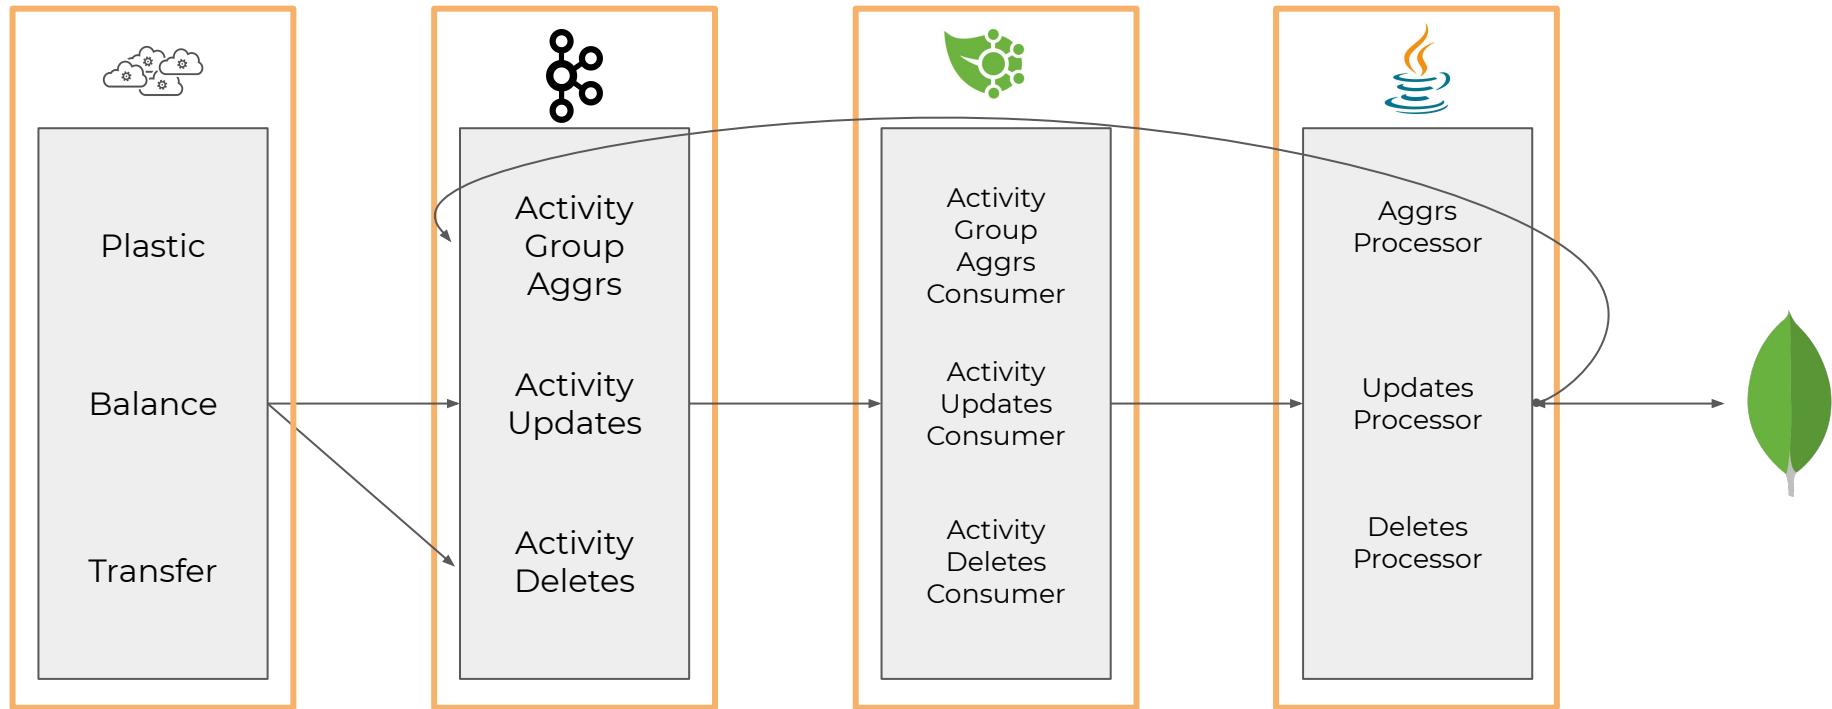 Plastic
Balance
Transfer
Activity
Group
Aggrs
Activity
Updates
Activity
Deletes
Activity
Group
Aggrs
Consumer
Activity
Updates
Consumer
Activity
Deletes
Consumer
Aggrs
Processor
Updates
Processor
Deletes
Processor